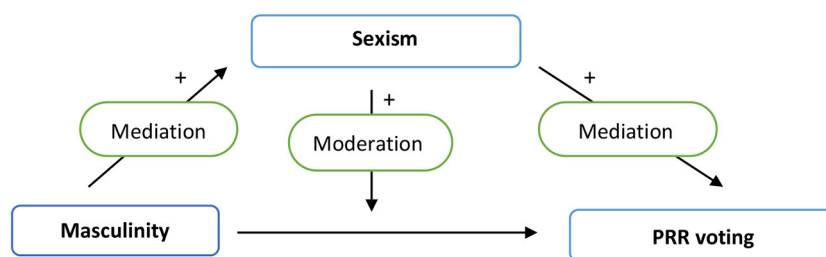 Sexism
+
+
+
Mediation
Moderation
Mediation
Masculinity
PRR voting